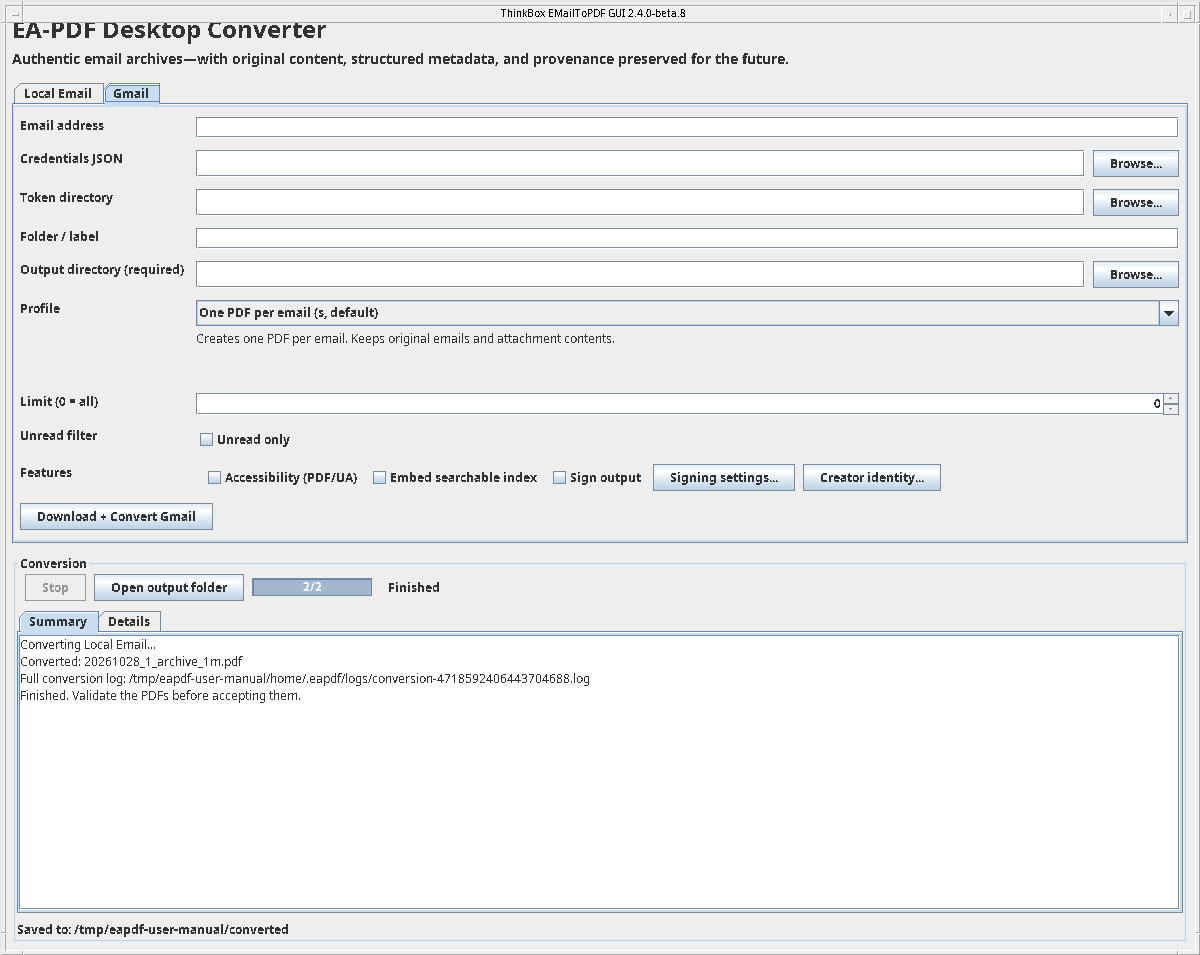 ThinkBox EMailToPDF GUI 2.4.0-beta.8
EA-PDF Desktop Converter
Authentic email archives—with original content, structured metadata, and provenance preserved for the future.
Local Email Gmail
Email address
Credentials JSON Browse...
Token directory Browse...
Folder / label
Output directory (required) Browse...
Profile One PDF per email (s, default)
Creates one PDF per email. Keeps original emails and attachment contents.
Limit (0 = all) 0
Unread filter Unread only
Features Accessibility (PDF/UA) Embed searchable index Sign output Signing settings... Creator identity...
Download + Convert Gmail
Conversion
Stop Open output folder 2/2 Finished
Summary Details
Converting Local Email...
Converted: 20261028_1_archive_1m.pdf
Full conversion log: /tmp/eapdf-user-manual/home/.eapdf/logs/conversion-4718592406443704688.log
Finished. Validate the PDFs before accepting them.
Saved to: /tmp/eapdf-user-manual/converted